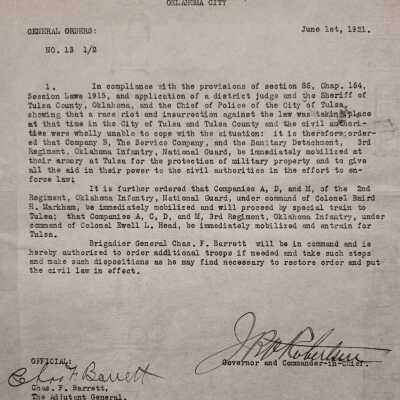 OKLAHOMA CITY
GENERAL ORDERS: June 1st, 1921.
NO. 13 1/2
1. In compliance with the provisions of section 86, Chap. 164,
Session Laws 1915, and application of a district judge and the Sheriff of
Tulsa County, Oklahoma, and the Chief of Police of the City of Tulsa,
showing that a race riot and insurrection against the law was taking place
at that time in the City of Tulsa and Tulsa County and the civil authori-
ties were wholly unable to cope with the situation: it is therefore order-
ed that Company B, The Service Company, and the Sanitary Detachment, 3rd
Regiment, Oklahoma Infantry, National Guard, be immediately mobilized at
their armory at Tulsa for the protection of military property and to give
all the aid in their power to the civil authorities in the effort to en-
force law:
It is further ordered that Companies A, D, and M, of the 2nd
Regiment, Oklahoma Infantry, National Guard, under command of Colonel Baird
H. Markham, be immediately mobilized and will proceed by special train to
Tulsa; that Companies A, C, D, and M, 3rd Regiment, Oklahoma Infantry, under
command of Colonel Ewell L. Head, be immediately mobilized and entrain for
Tulsa.
Brigadier General Chas. F. Barrett will be in command and is
hereby authorized to order additional troops if needed and take such steps
and make such dispositions as he may find necessary to restore order and put
the civil law in effect.
J B A Robertson
OFFICIAL: Governor and Commander-in-Chief.
Chas F Barrett
Chas. F. Barrett,
The Adjutant General.